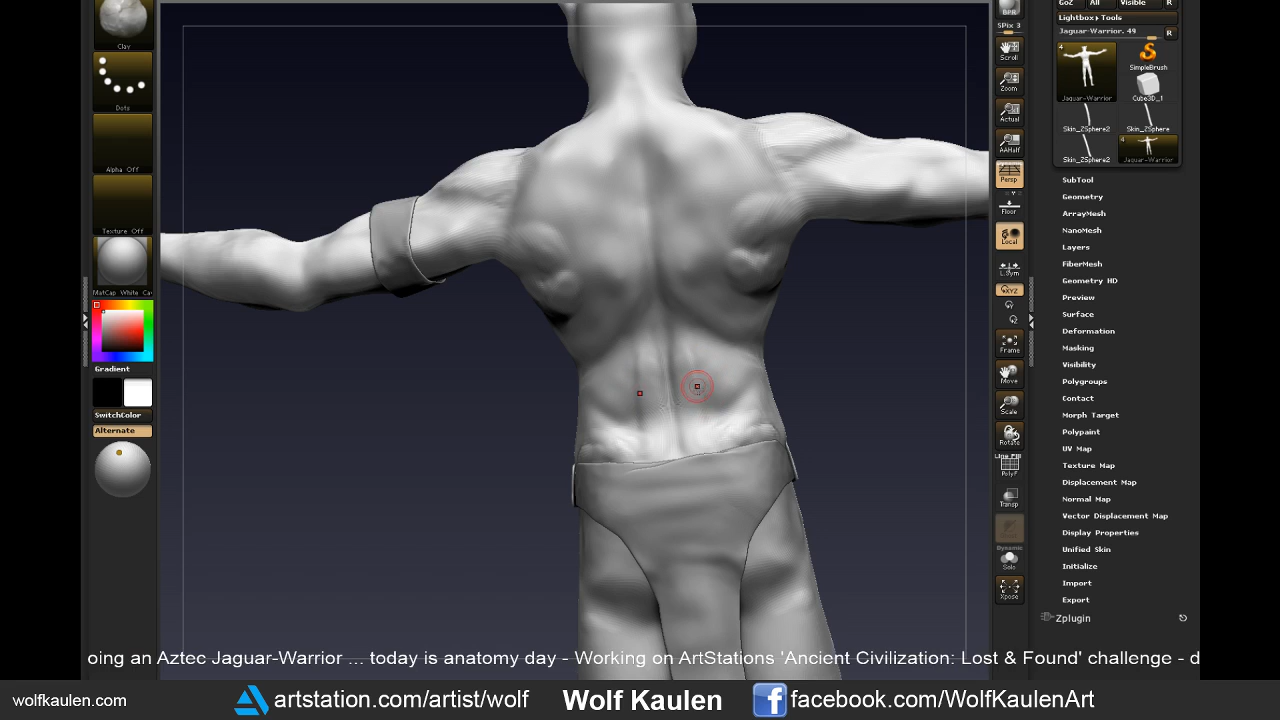 Clay
Dots
Alpha Off
Texture Off
MatCap White Ca
Gradient
SwitchColor
Alternate
BPR
SPix 3
Scroll
Zoom
Actual
AAHalf
Persp
Floor
Local
L.Sym
XYZ
Frame
Move
Scale
Rotate
Line Fill
PolyF
Transp
Dynamic
Solo
Xpose
GoZ All Visible R
Lightbox▸Tools
Jaguar-Warrior. 49 R
4
Jaguar-Warrior
SimpleBrush
Cube3D_1
Skin_ZSphere2
Skin_ZSphere
Skin_ZSphere2
4
Jaguar-Warrior
SubTool
Geometry
ArrayMesh
NanoMesh
Layers
FiberMesh
Geometry HD
Preview
Surface
Deformation
Masking
Visibility
Polygroups
Contact
Morph Target
Polypaint
UV Map
Texture Map
Displacement Map
Normal Map
Vector Displacement Map
Display Properties
Unified Skin
Initialize
Import
Export
Zplugin
oing an Aztec Jaguar-Warrior ... today is anatomy day - Working on ArtStations 'Ancient Civilization: Lost & Found' challenge - d
wolfkaulen.com
artstation.com/artist/wolf
Wolf Kaulen
facebook.com/WolfKaulenArt